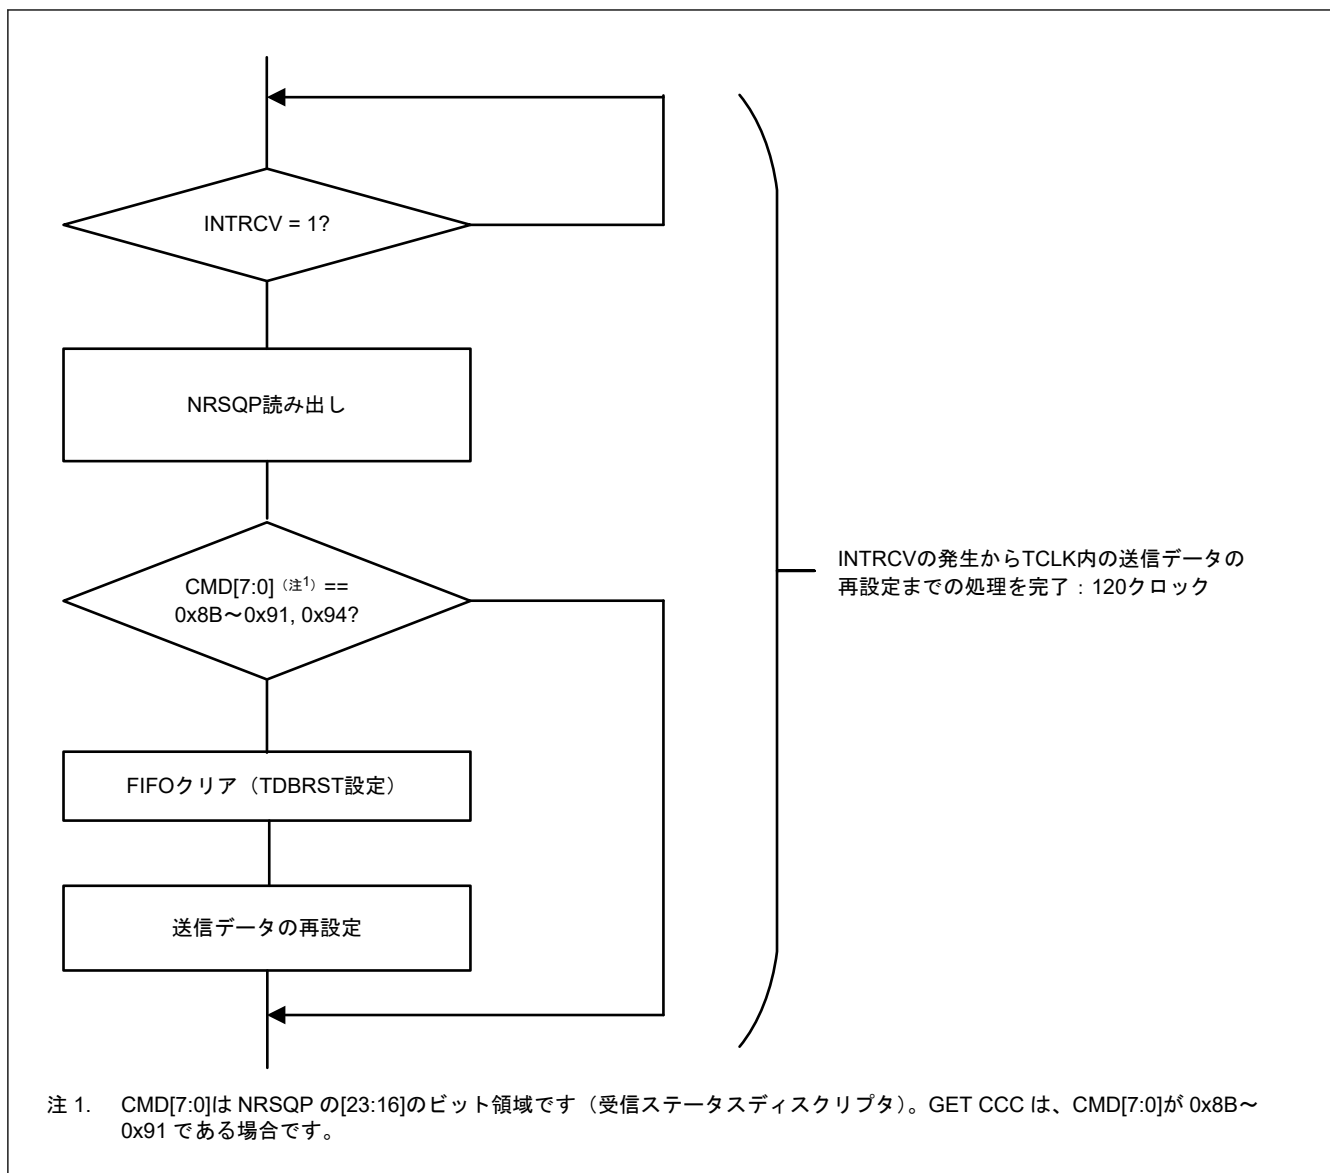 INTRCV = 1?
NRSQP読み出し
CMD[7:0]（注1）==
0x8B～0x91, 0x94?
INTRCVの発生からTCLK内の送信データの
再設定までの処理を完了：120クロック
FIFOクリア（TDBRST設定）
送信データの再設定
注 1. CMD[7:0]は NRSQP の[23:16]のビット領域です（受信ステータスディスクリプタ）。GET CCC は、CMD[7:0]が 0x8B～
0x91 である場合です。